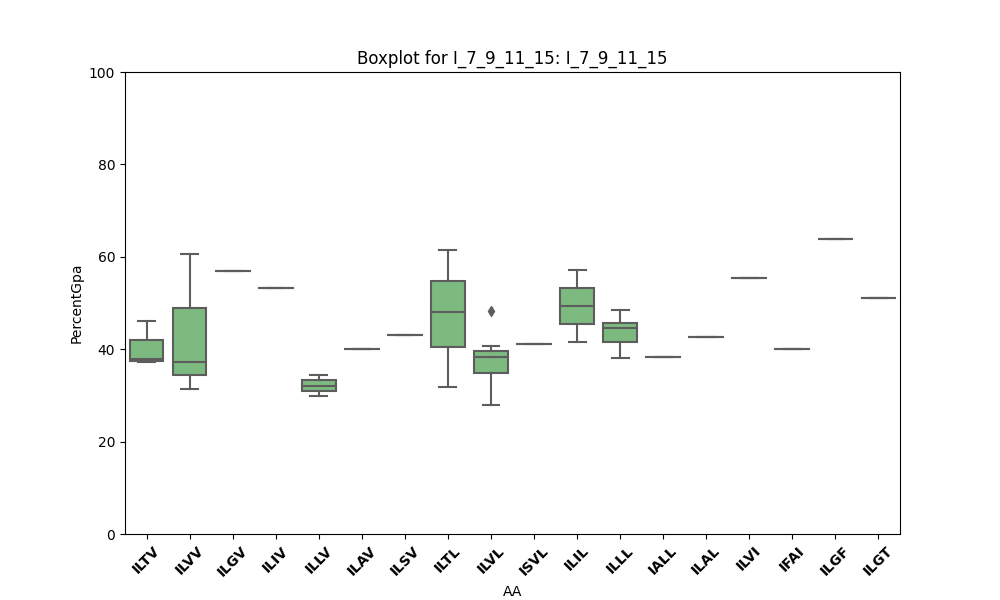 Boxplot for I_7_9_11_15: I_7_9_11_15
100
80
60
40
20
0
PercentGpa
ILTV
ILVV
ILGV
ILIV
ILLV
ILAV
ILSV
ILTL
ILVL
ISVL
ILIL
ILLL
IALL
ILAL
ILVI
IFAI
ILGF
ILGT
AA